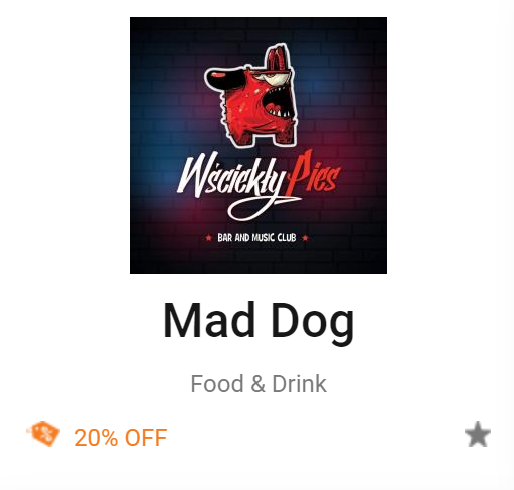 Wściekły Pies
★ BAR AND MUSIC CLUB ★
Mad Dog
Food & Drink
20% OFF